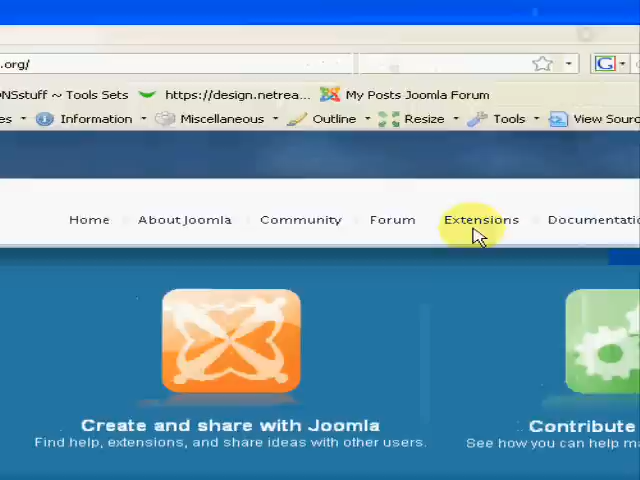 .org/ G
NSstuff ~ Tools Sets https://design.netrea... My Posts Joomla Forum
es Information Miscellaneous Outline Resize Tools View Sourc
Home About Joomla Community Forum Extensions Documentatio
Create and share with Joomla Contribute
Find help, extensions, and share ideas with other users. See how you can help ma